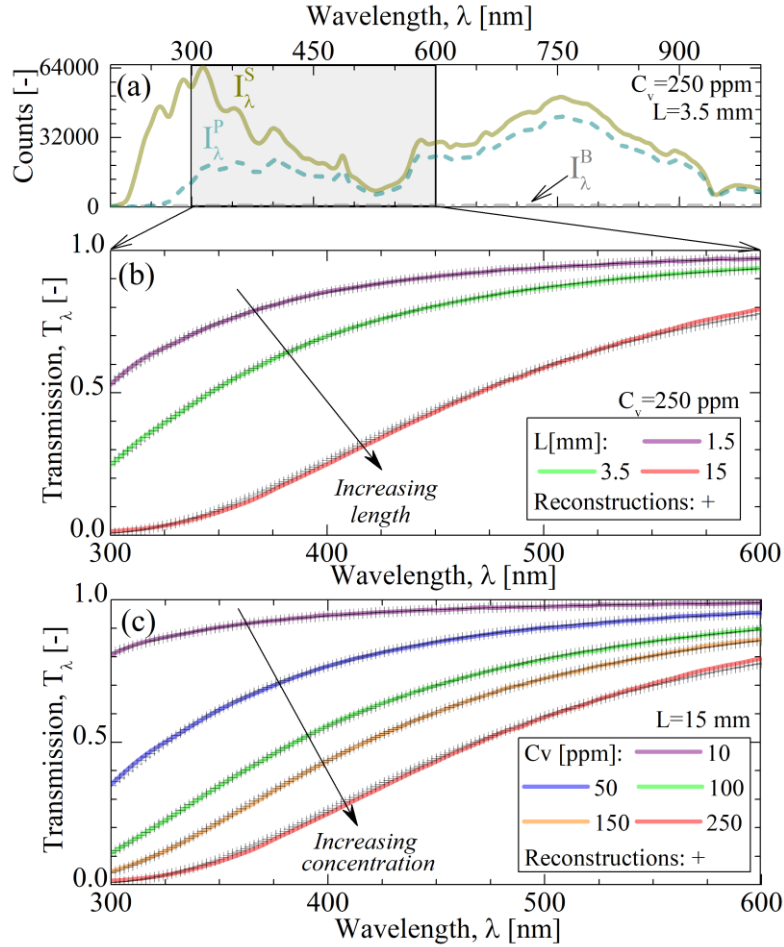 Wavelength, λ [nm]
300 450 600 750 900
64000
32000
0
Counts [-]
(a)
I_λ^S
I_λ^P
I_λ^B
C_v=250 ppm
L=3.5 mm
1.0
0.5
0.0
Transmission, T_λ [-]
(b)
Increasing
length
C_v=250 ppm
L[mm]: 1.5
3.5 15
Reconstructions: +
300 400 500 600
Wavelength, λ [nm]
1.0
0.5
0.0
Transmission, T_λ [-]
(c)
Increasing
concentration
L=15 mm
Cv [ppm]: 10
50 100
150 250
Reconstructions: +
300 400 500 600
Wavelength, λ [nm]